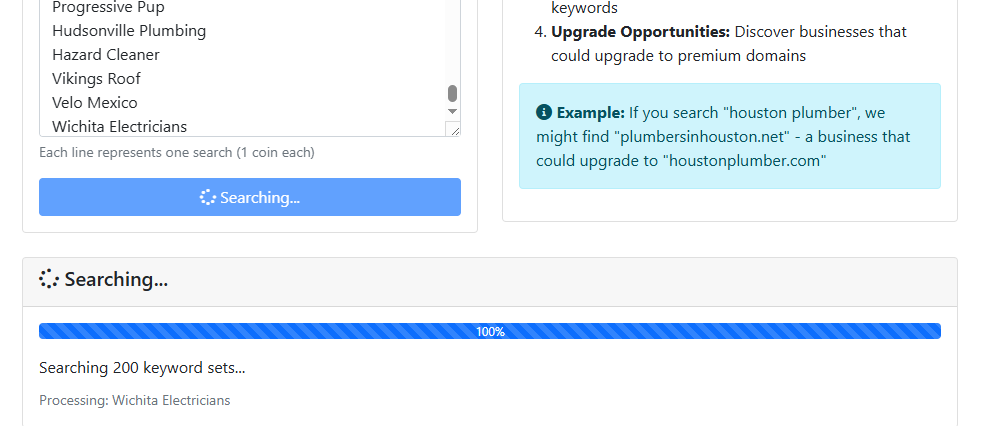 Progressive Pup
Hudsonville Plumbing
Hazard Cleaner
Vikings Roof
Velo Mexico
Wichita Electricians
Each line represents one search (1 coin each)
Searching...
keywords
4. Upgrade Opportunities: Discover businesses that
could upgrade to premium domains
Example: If you search "houston plumber", we
might find "plumbersinhouston.net" - a business that
could upgrade to "houstonplumber.com"
Searching...
100%
Searching 200 keyword sets...
Processing: Wichita Electricians